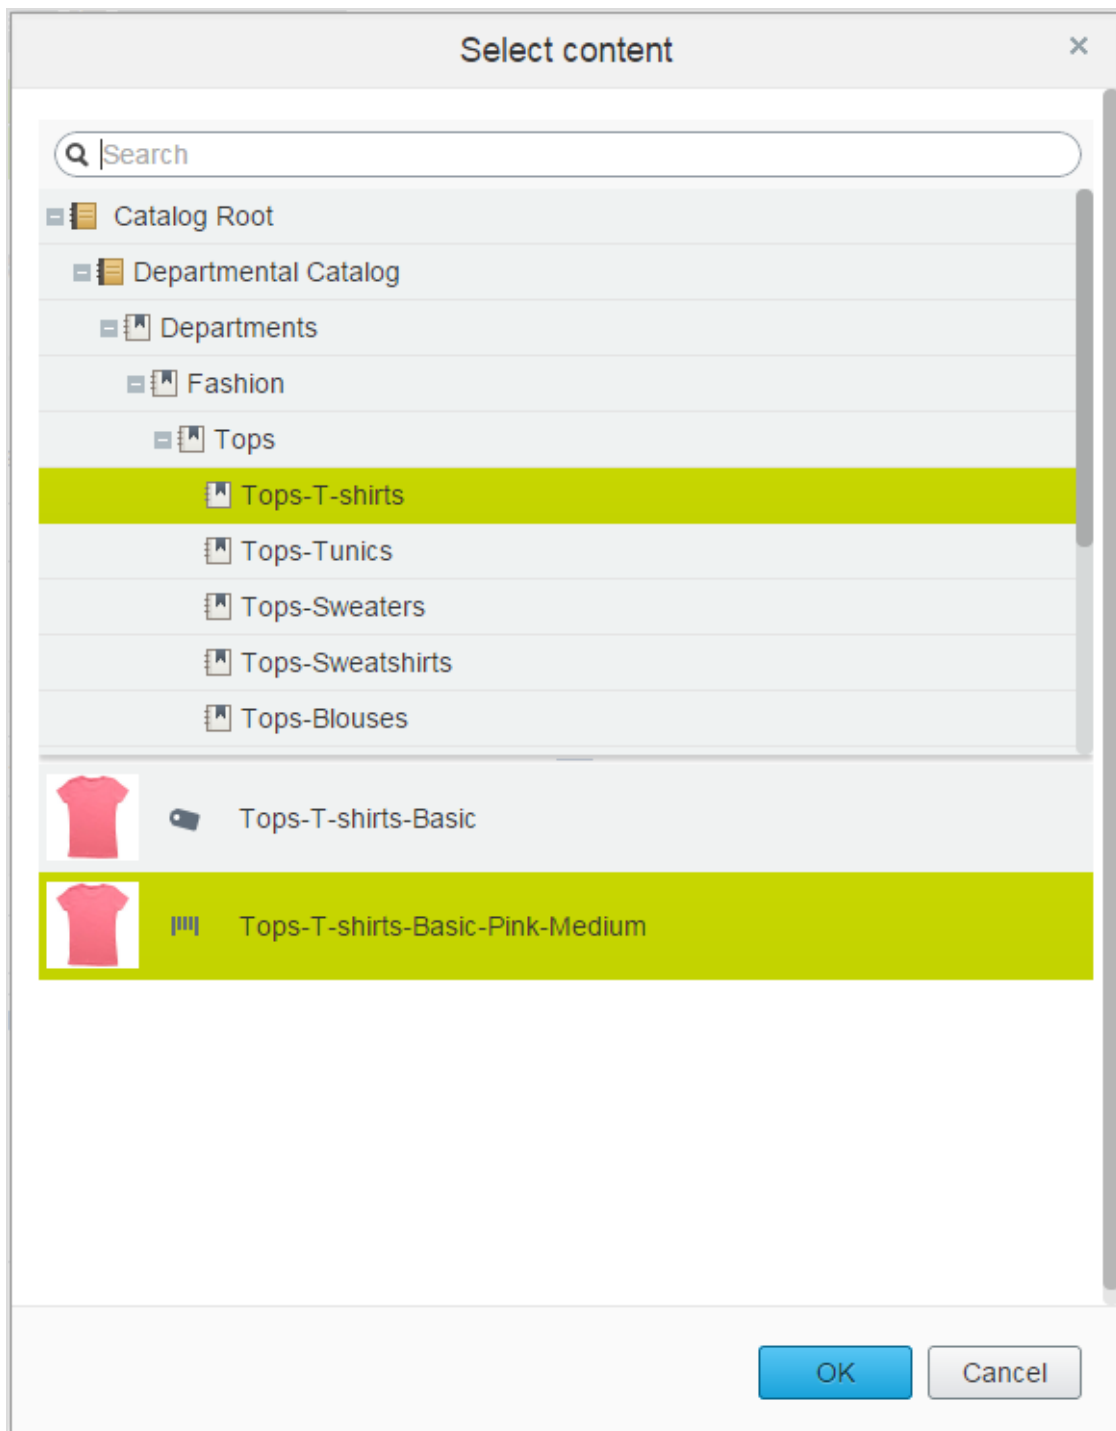 Select content
Search
Catalog Root
Departmental Catalog
Departments
Fashion
Tops
Tops-T-shirts
Tops-Tunics
Tops-Sweaters
Tops-Sweatshirts
Tops-Blouses
Tops-T-shirts-Basic
Tops-T-shirts-Basic-Pink-Medium
OK Cancel